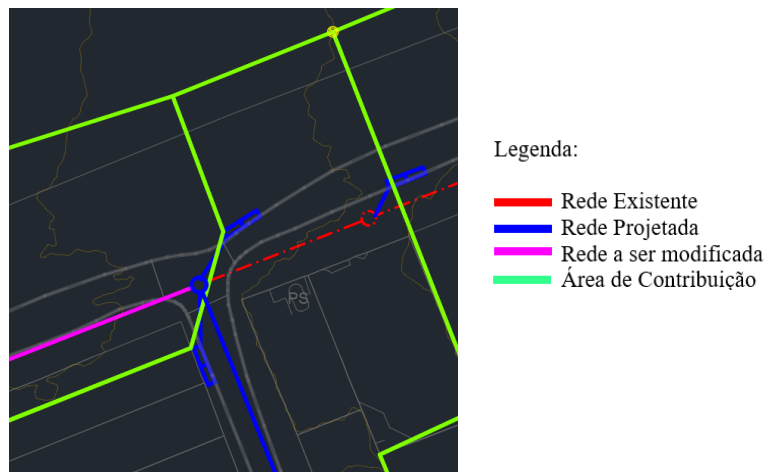 PS
Legenda:
Rede Existente
Rede Projetada
Rede a ser modificada
Área de Contribuição